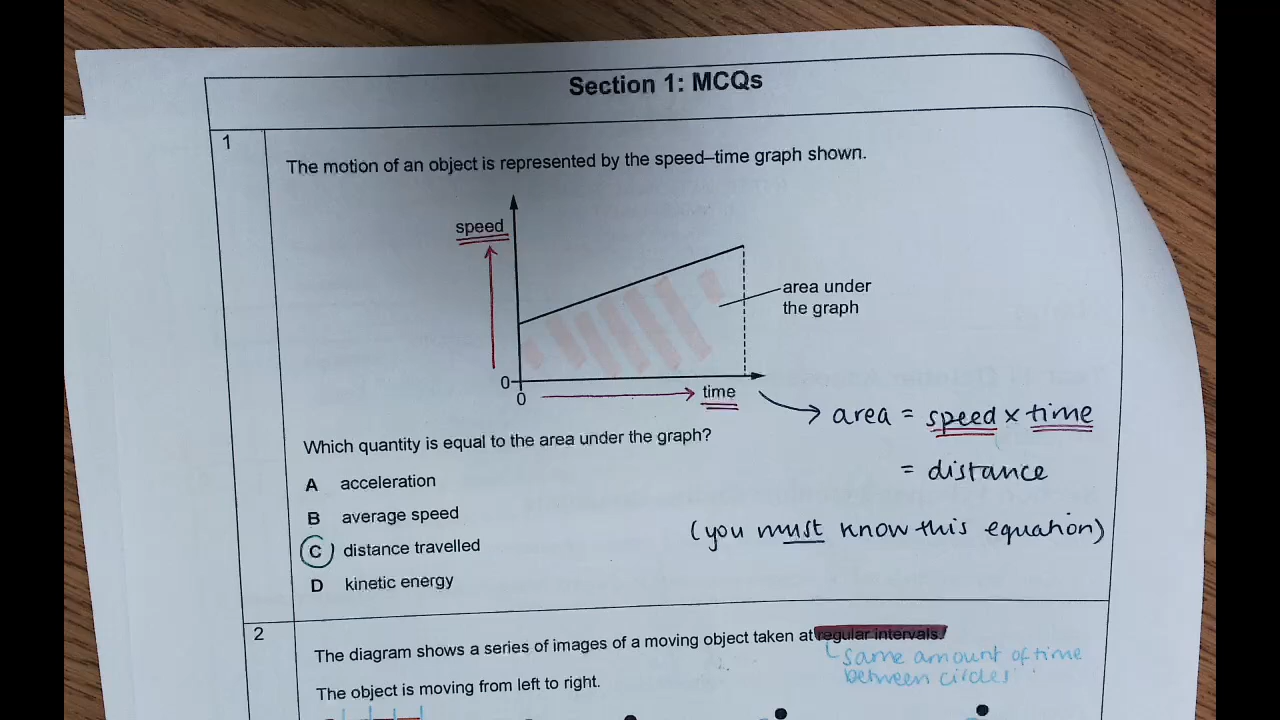 Section 1: MCQs
1
The motion of an object is represented by the speed–time graph shown.
speed
area under
the graph
0
0
time
area = speed x time
Which quantity is equal to the area under the graph?
= distance
A acceleration
B average speed
(you must know this equation)
C distance travelled
D kinetic energy
2
The diagram shows a series of images of a moving object taken at regular intervals.
same amount of time
between circles
The object is moving from left to right.